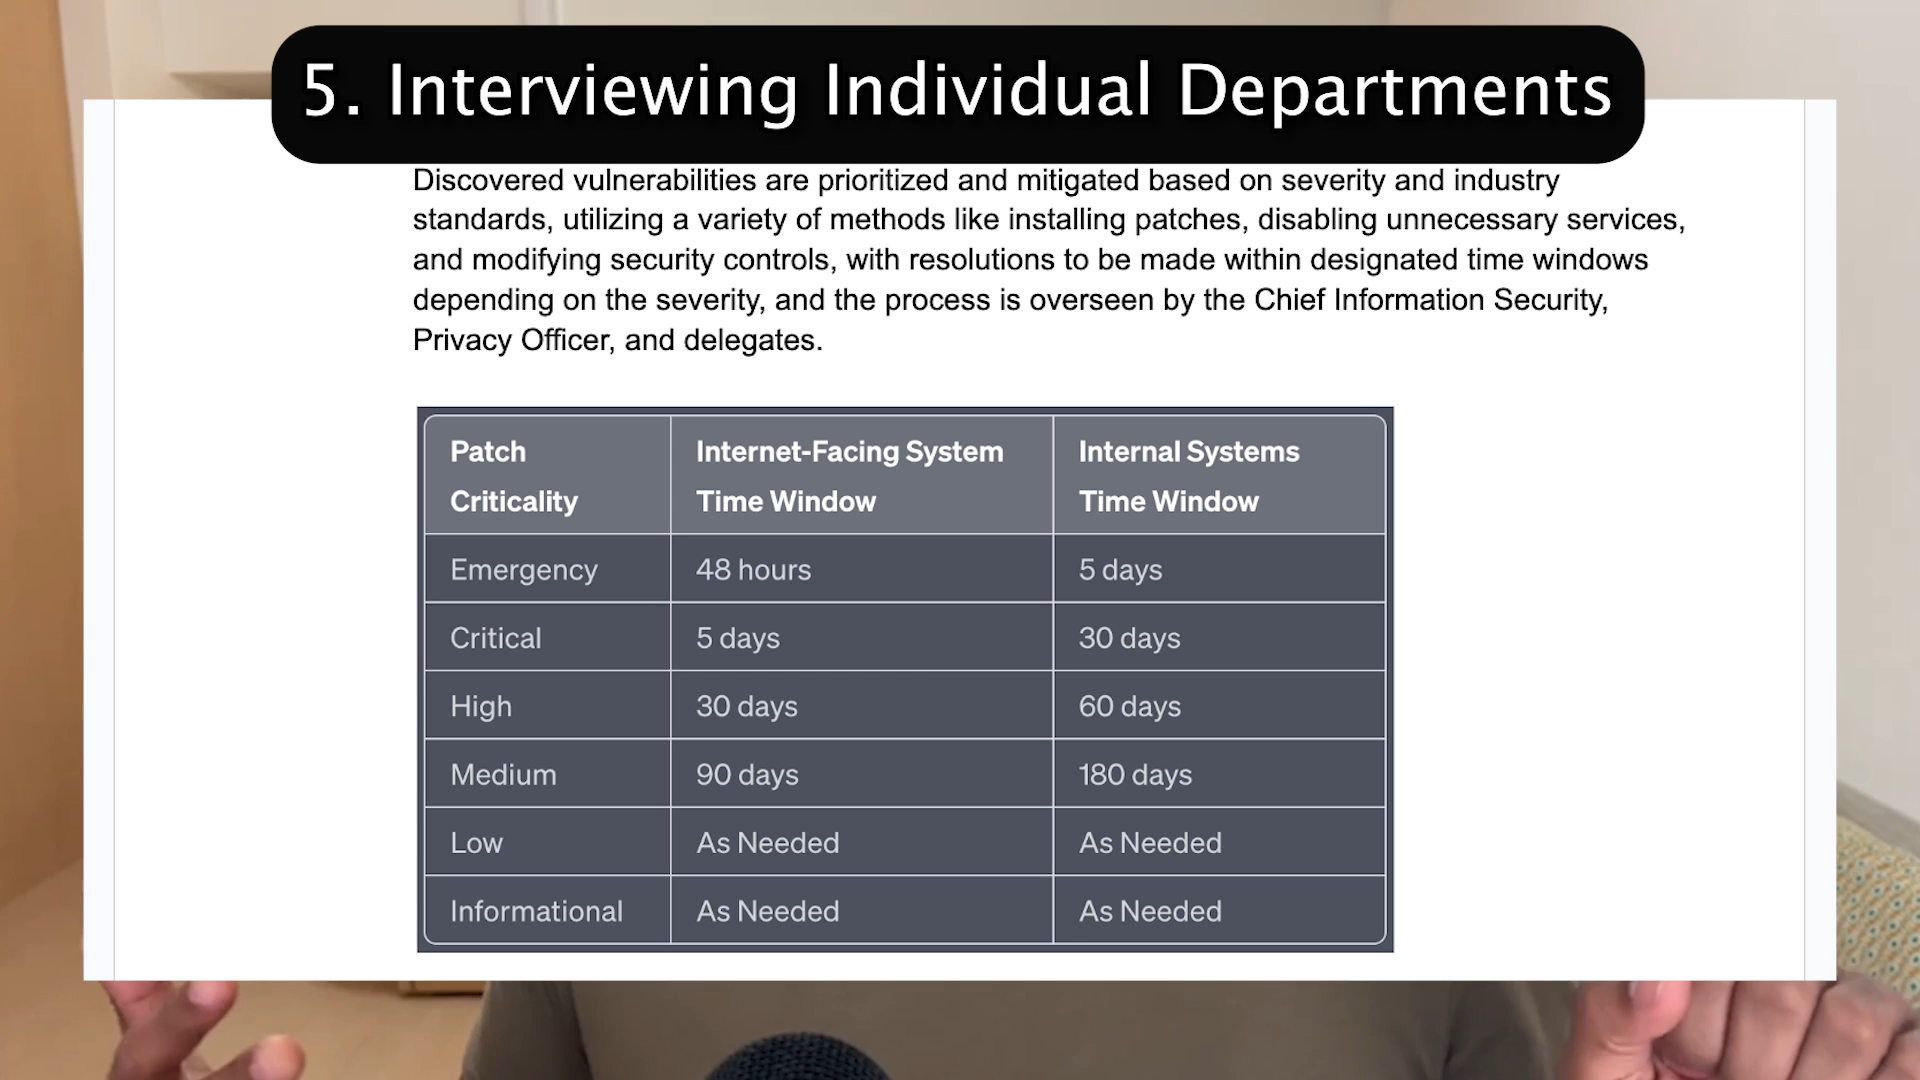 5. Interviewing Individual Departments
Discovered vulnerabilities are prioritized and mitigated based on severity and industry
standards, utilizing a variety of methods like installing patches, disabling unnecessary services,
and modifying security controls, with resolutions to be made within designated time windows
depending on the severity, and the process is overseen by the Chief Information Security,
Privacy Officer, and delegates.
Patch Criticality Internet-Facing System Time Window Internal Systems Time Window
Emergency 48 hours 5 days
Critical 5 days 30 days
High 30 days 60 days
Medium 90 days 180 days
Low As Needed As Needed
Informational As Needed As Needed